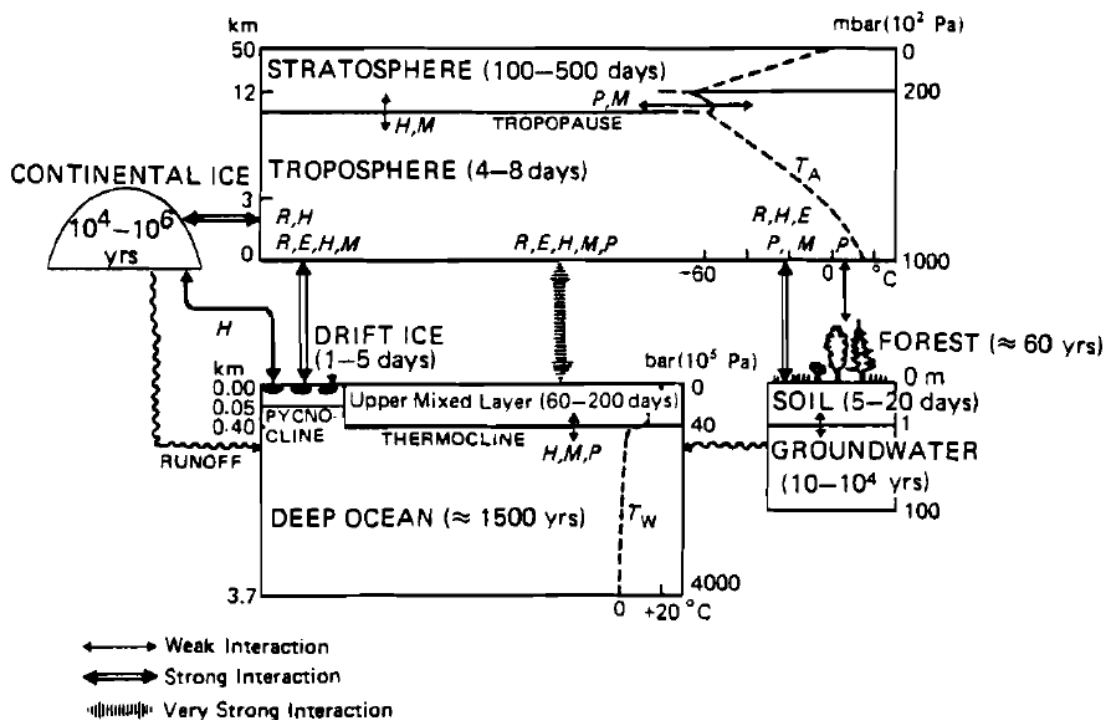 km
mbar(10² Pa)
50
STRATOSPHERE (100–500 days)
0
12
P,M
200
H,M
TROPOPAUSE
CONTINENTAL ICE
TROPOSPHERE (4–8 days)
T_A
10⁴–10⁶
yrs
3
R,H
R,H,E
0
R,E,H,M
R,E,H,M,P
P, M
P
-60
0
°C
1000
H
DRIFT ICE
(1–5 days)
FOREST (≈ 60 yrs)
km
bar(10⁵ Pa)
0.00
0
0 m
0.05
PYCNO-
CLINE
Upper Mixed Layer (60–200 days)
SOIL (5–20 days)
0.40
THERMOCLINE
40
1
RUNOFF
H,M,P
GROUNDWATER
(10–10⁴ yrs)
DEEP OCEAN (≈ 1500 yrs)
T_W
100
3.7
4000
0
+20 °C
Weak Interaction
Strong Interaction
Very Strong Interaction